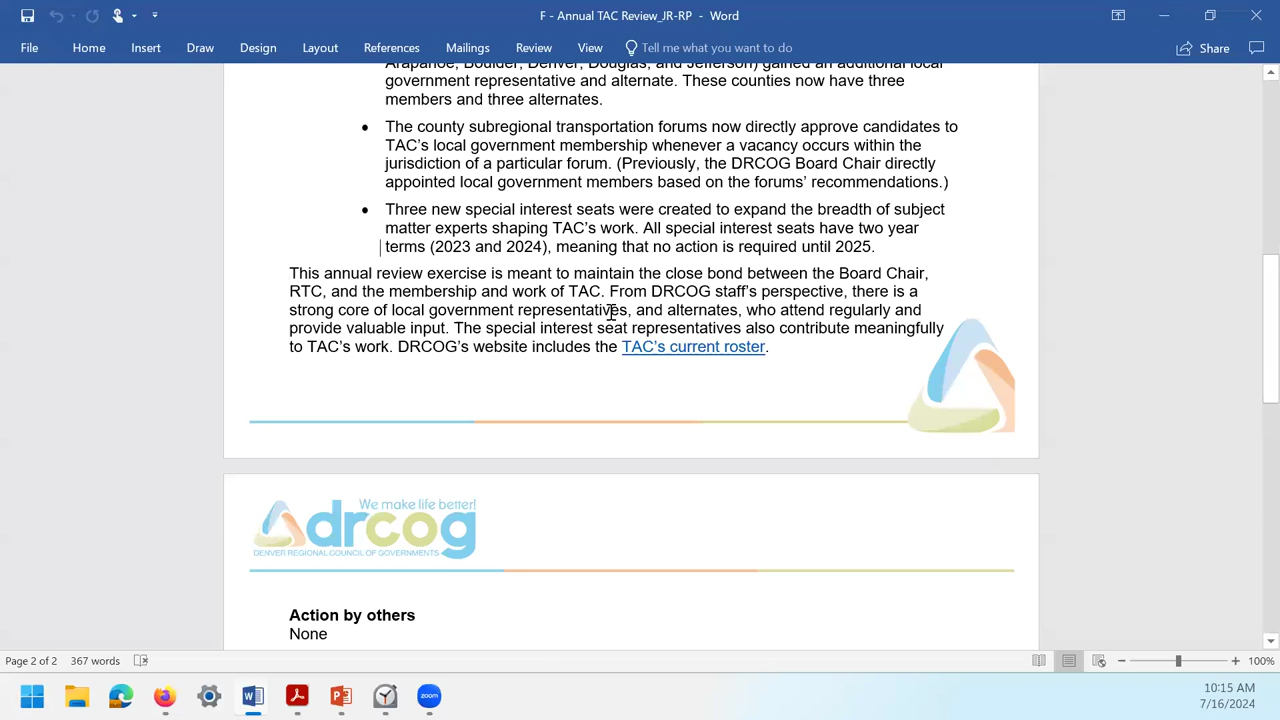 F - Annual TAC Review_JR-RP - Word
File Home Insert Draw Design Layout References Mailings Review View Tell me what you want to do Share
Arapahoe, Boulder, Denver, Douglas, and Jefferson) gained an additional local
government representative and alternate. These counties now have three
members and three alternates.
• The county subregional transportation forums now directly approve candidates to
TAC’s local government membership whenever a vacancy occurs within the
jurisdiction of a particular forum. (Previously, the DRCOG Board Chair directly
appointed local government members based on the forums’ recommendations.)
• Three new special interest seats were created to expand the breadth of subject
matter experts shaping TAC’s work. All special interest seats have two year
terms (2023 and 2024), meaning that no action is required until 2025.
This annual review exercise is meant to maintain the close bond between the Board Chair,
RTC, and the membership and work of TAC. From DRCOG staff’s perspective, there is a
strong core of local government representatives, and alternates, who attend regularly and
provide valuable input. The special interest seat representatives also contribute meaningfully
to TAC’s work. DRCOG’s website includes the TAC’s current roster.
We make life better!
drcog
DENVER REGIONAL COUNCIL OF GOVERNMENTS
Action by others
None
Page 2 of 2 367 words 100%
zoom
10:15 AM
7/16/2024